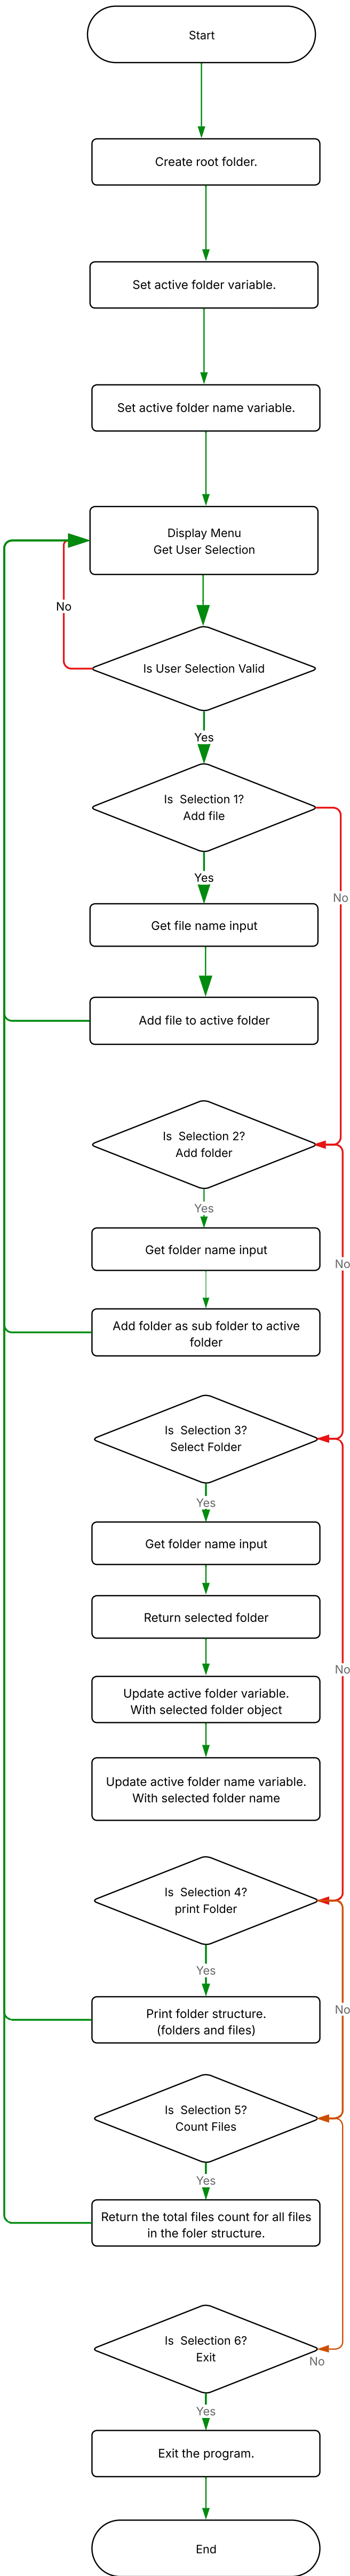 Start
Create root folder.
Set active folder variable.
Set active folder name variable.
Display Menu
Get User Selection
No
Is User Selection Valid
Yes
Is  Selection 1?
Add file
Yes
No
Get file name input
Add file to active folder
Is  Selection 2?
Add folder
Yes
Get folder name input
No
Add folder as sub folder to active
folder
Is  Selection 3?
Select Folder
Yes
Get folder name input
Return selected folder
No
Update active folder variable.
With selected folder object
Update active folder name variable.
With selected folder name
Is  Selection 4?
print Folder
Yes
No
Print folder structure.
(folders and files)
Is  Selection 5?
Count Files
Yes
Return the total files count for all files
in the foler structure.
Is  Selection 6?
Exit
No
Yes
Exit the program.
End